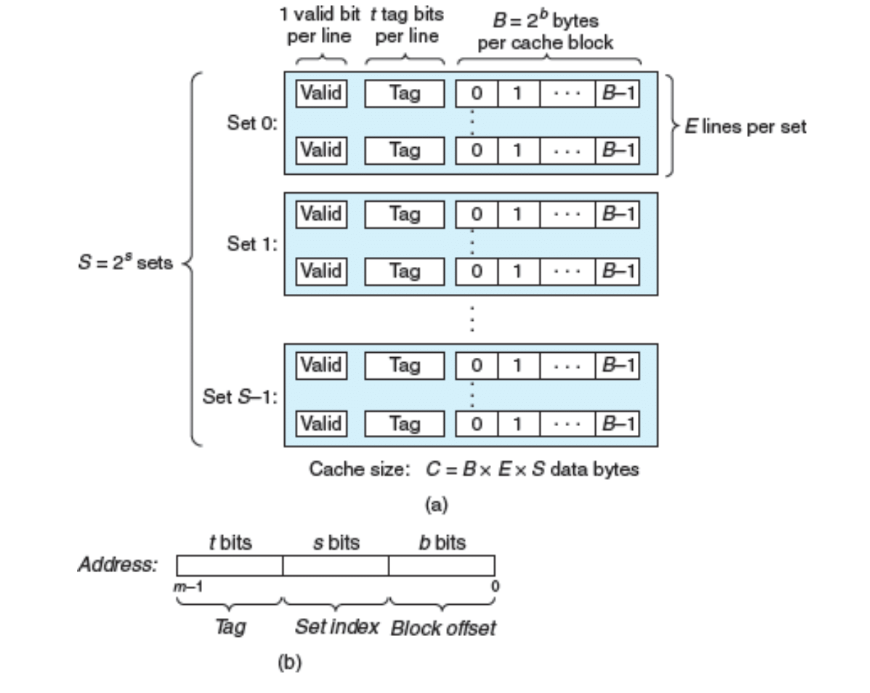 1 valid bit per line
t tag bits per line
B = 2^b bytes per cache block
Valid Tag 0 1 · · · B–1
Set 0:
E lines per set
Valid Tag 0 1 · · · B–1
Valid Tag 0 1 · · · B–1
Set 1:
S = 2^s sets
Valid Tag 0 1 · · · B–1
Valid Tag 0 1 · · · B–1
Set S–1:
Valid Tag 0 1 · · · B–1
Cache size: C = B × E × S data bytes
(a)
t bits s bits b bits
Address:
m–1 0
Tag Set index Block offset
(b)